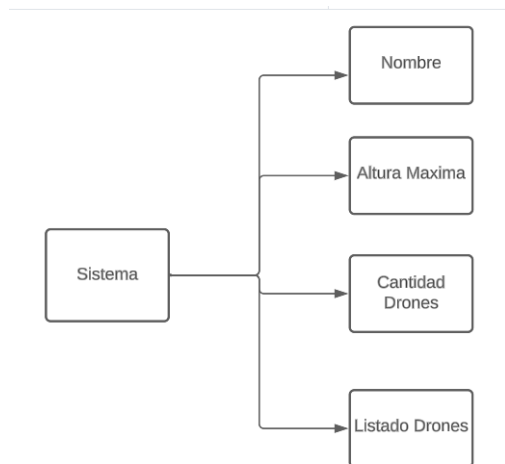 Nombre
Altura Maxima
Sistema
Cantidad
Drones
Listado Drones